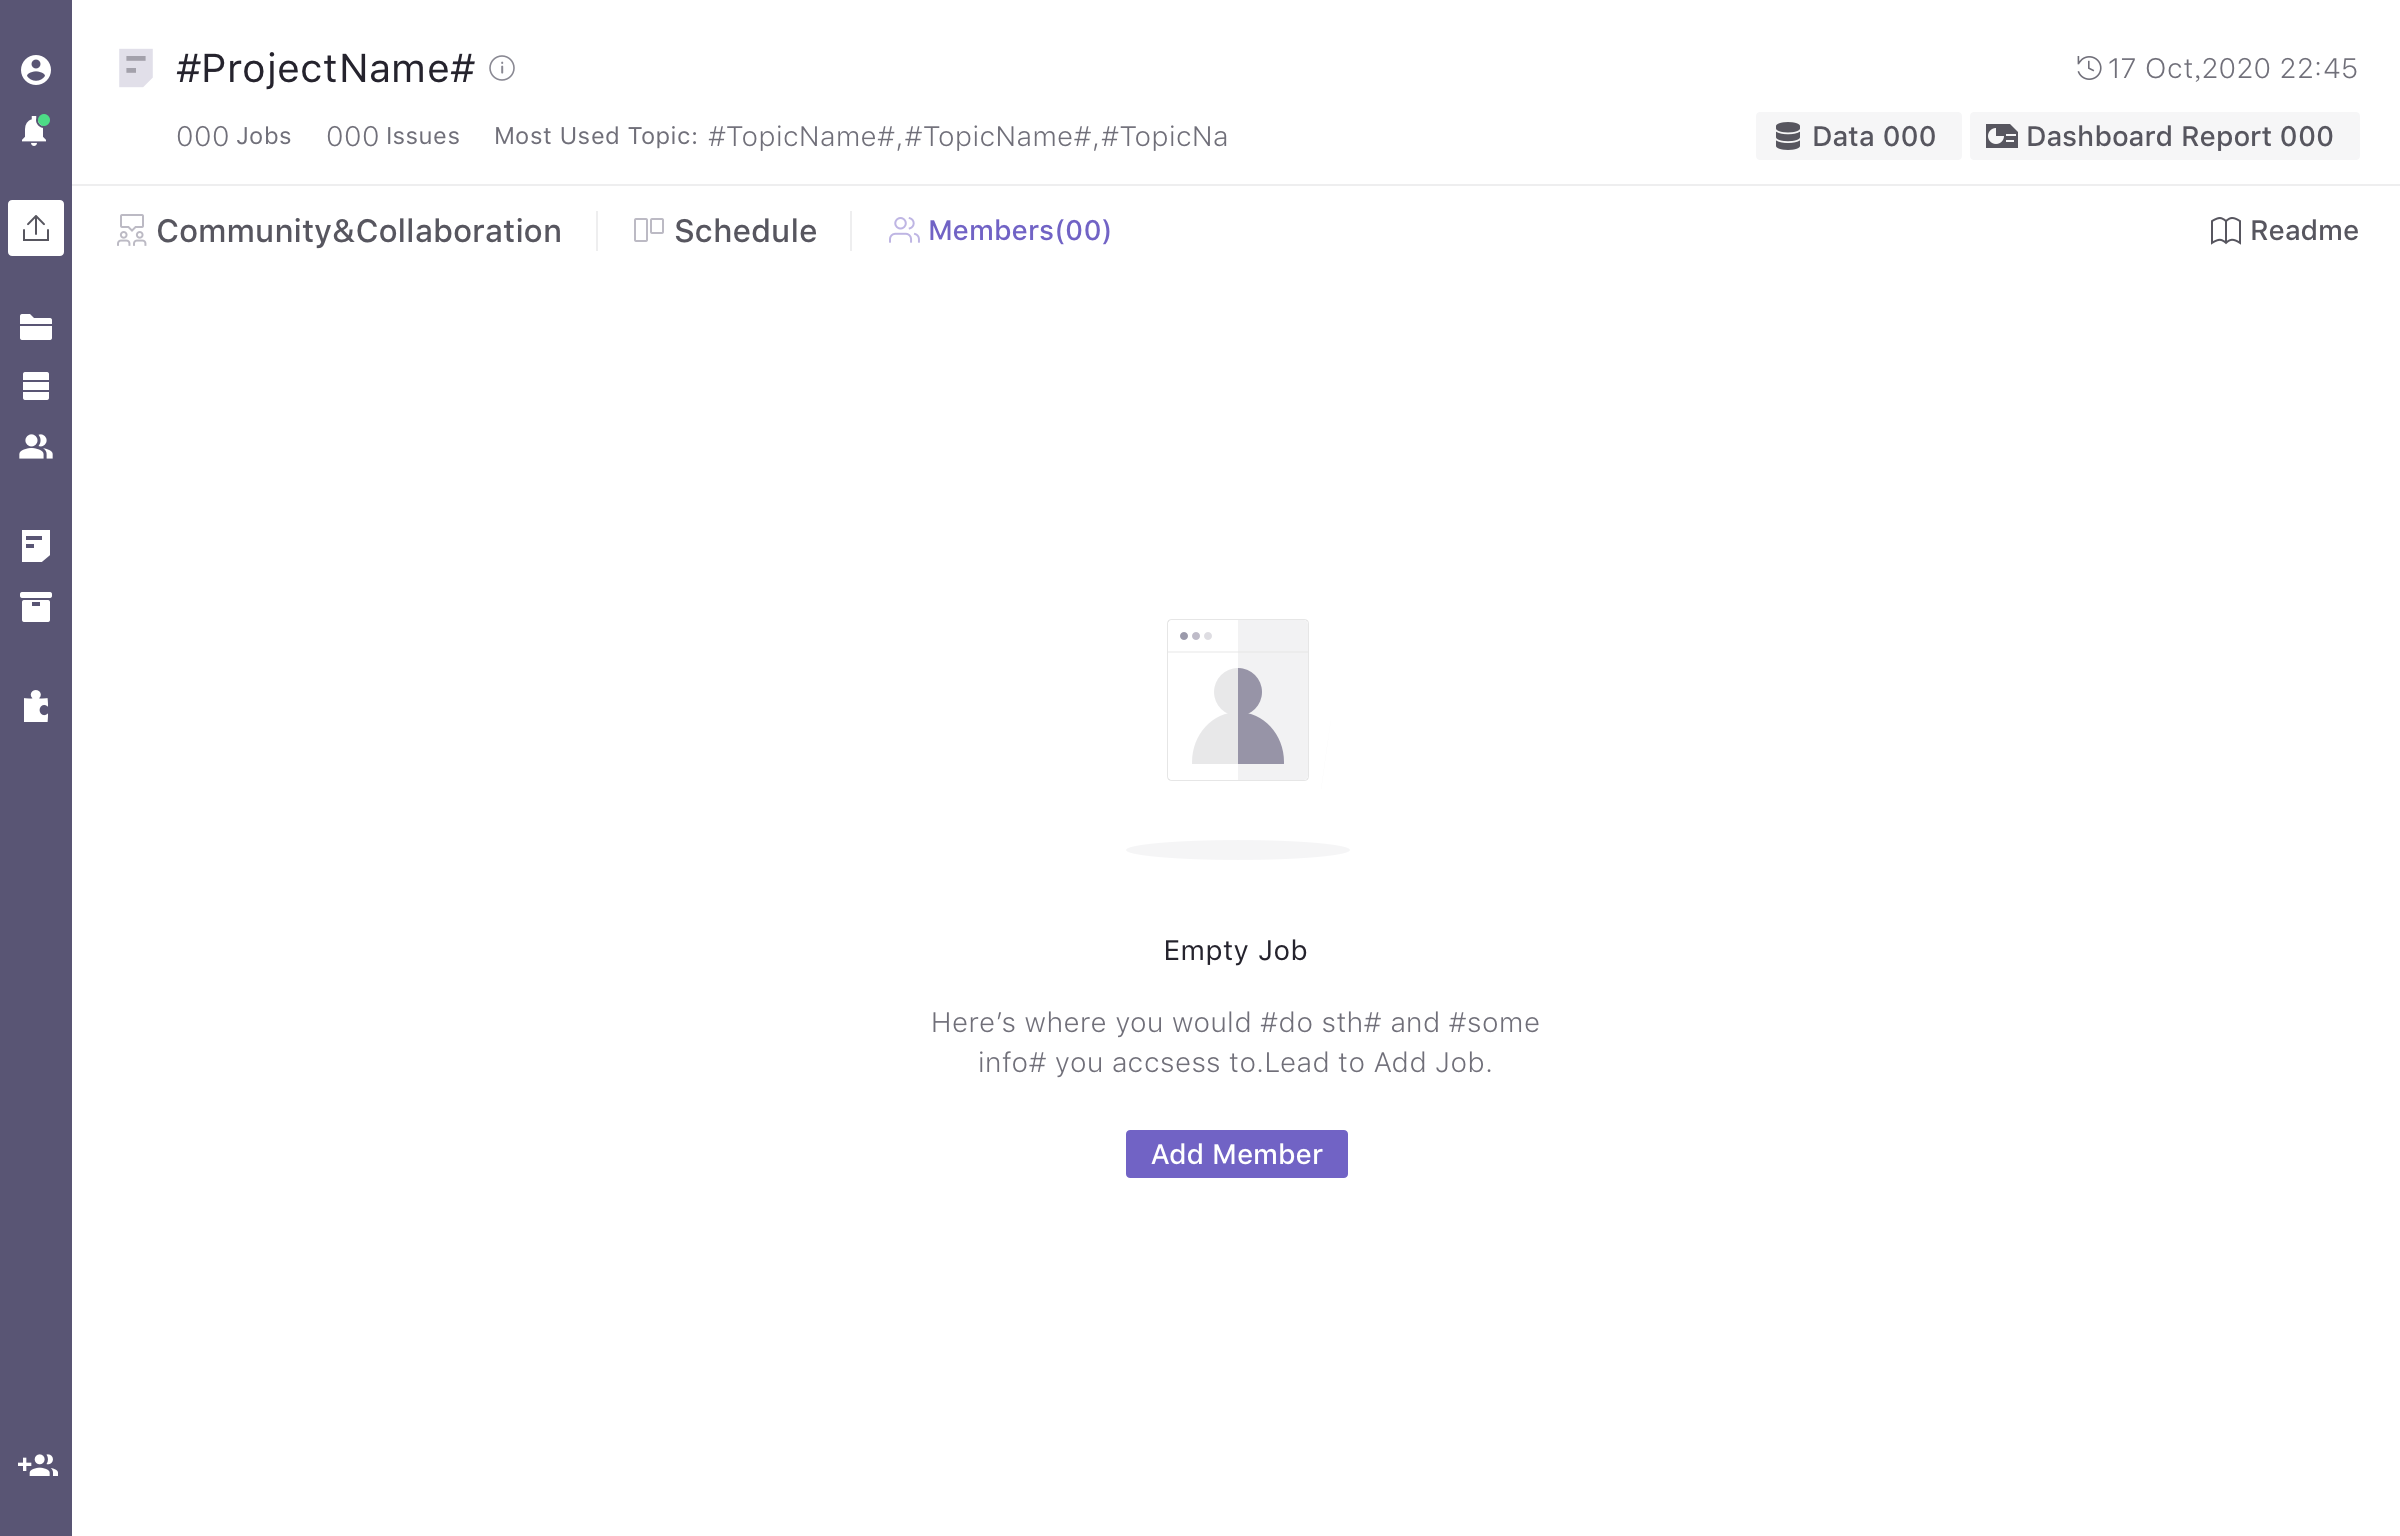 #ProjectName#
17 Oct,2020 22:45
000 Jobs 000 Issues Most Used Topic: #TopicName#,#TopicName#,#TopicNa
Data 000 Dashboard Report 000
Community&Collaboration Schedule Members(00) Readme
Empty Job
Here’s where you would #do sth# and #some
info# you accsess to.Lead to Add Job.
Add Member